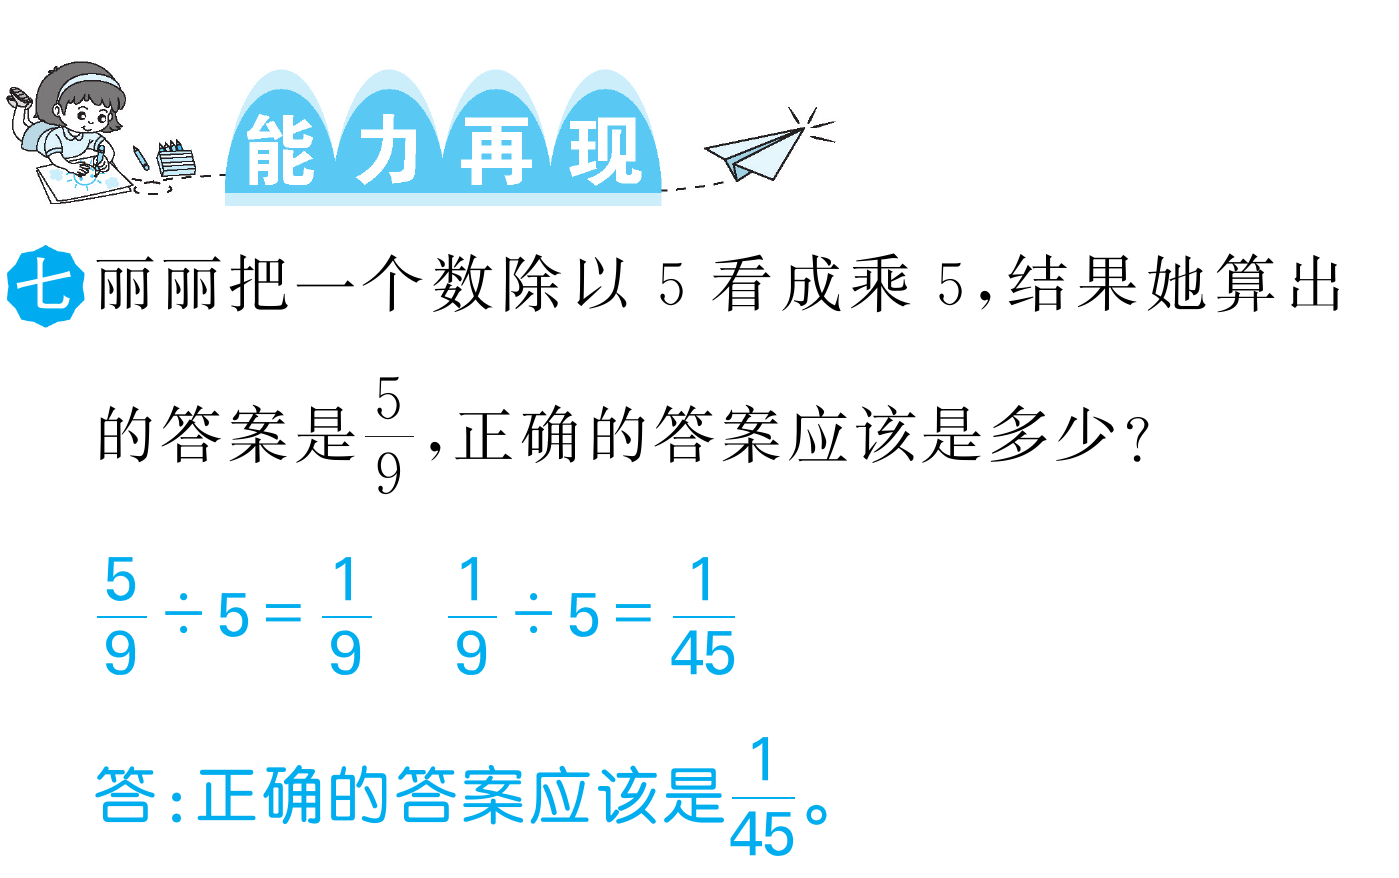 能力再现
七 丽丽把一个数除以 5 看成乘 5,结果她算出
的答案是5/9,正确的答案应该是多少?
5/9÷5=1/9 1/9÷5=1/45
答:正确的答案应该是1/45。